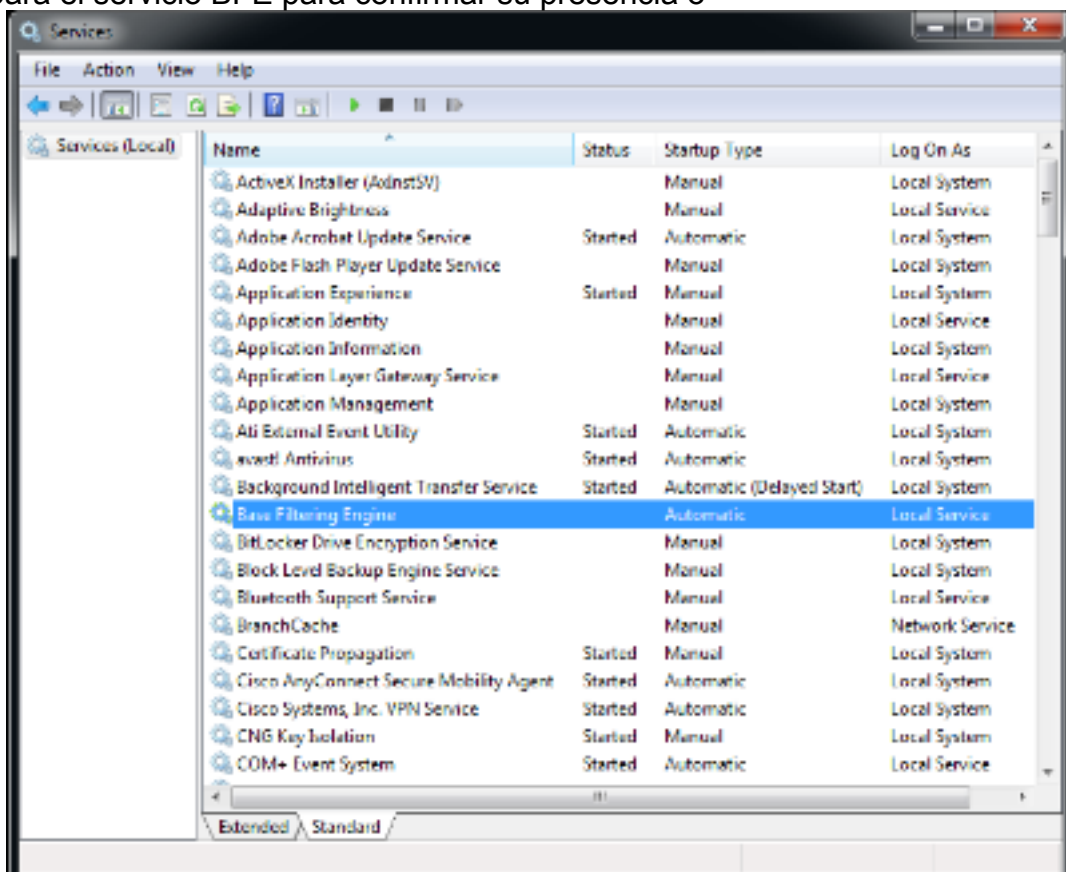 para el servicio BFE para confirmar su presencia o
Services
File Action View Help
Services (Local)
Name Status Startup Type Log On As
ActiveX Installer (AxInstSV) Manual Local System
Adaptive Brightness Manual Local Service
Adobe Acrobat Update Service Started Automatic Local System
Adobe Flash Player Update Service Manual Local System
Application Experience Started Manual Local System
Application Identity Manual Local Service
Application Information Manual Local System
Application Layer Gateway Service Manual Local Service
Application Management Manual Local System
Ati External Event Utility Started Automatic Local System
avast! Antivirus Started Automatic Local System
Background Intelligent Transfer Service Started Automatic (Delayed Start) Local System
Base Filtering Engine Automatic Local Service
BitLocker Drive Encryption Service Manual Local System
Block Level Backup Engine Service Manual Local System
Bluetooth Support Service Manual Local Service
BranchCache Manual Network Service
Certificate Propagation Started Manual Local System
Cisco AnyConnect Secure Mobility Agent Started Automatic Local System
Cisco Systems, Inc. VPN Service Started Automatic Local System
CNG Key Isolation Started Manual Local System
COM+ Event System Started Automatic Local Service
Extended Standard